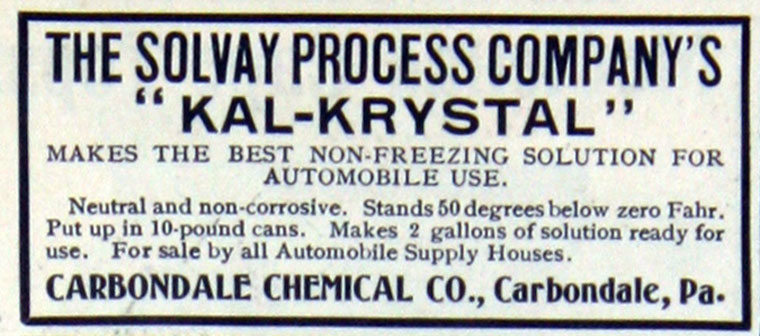 THE SOLVAY PROCESS COMPANY'S
"KAL-KRYSTAL"
MAKES THE BEST NON-FREEZING SOLUTION FOR
AUTOMOBILE USE.
Neutral and non-corrosive. Stands 50 degrees below zero Fahr.
Put up in 10-pound cans. Makes 2 gallons of solution ready for
use. For sale by all Automobile Supply Houses.
CARBONDALE CHEMICAL CO., Carbondale, Pa.